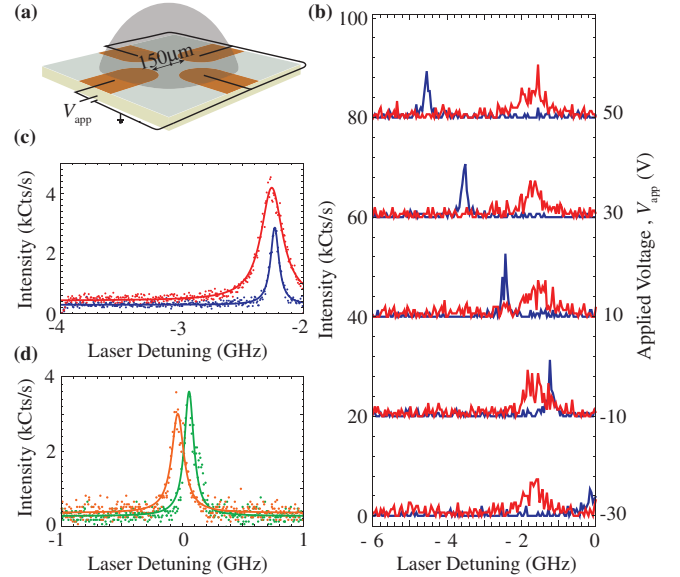 (a)
150μm
V_app
(b)
100
80
60
40
20
0
Intensity (kCts/s)
50
30
10
-10
-30
Applied Voltage , V_app (V)
-6
-4
-2
0
Laser Detuning (GHz)
(c)
4
2
0
Intensity (kCts/s)
-4
-3
-2
Laser Detuning (GHz)
(d)
4
2
0
Intensity (kCts/s)
-1
0
1
Laser Detuning (GHz)